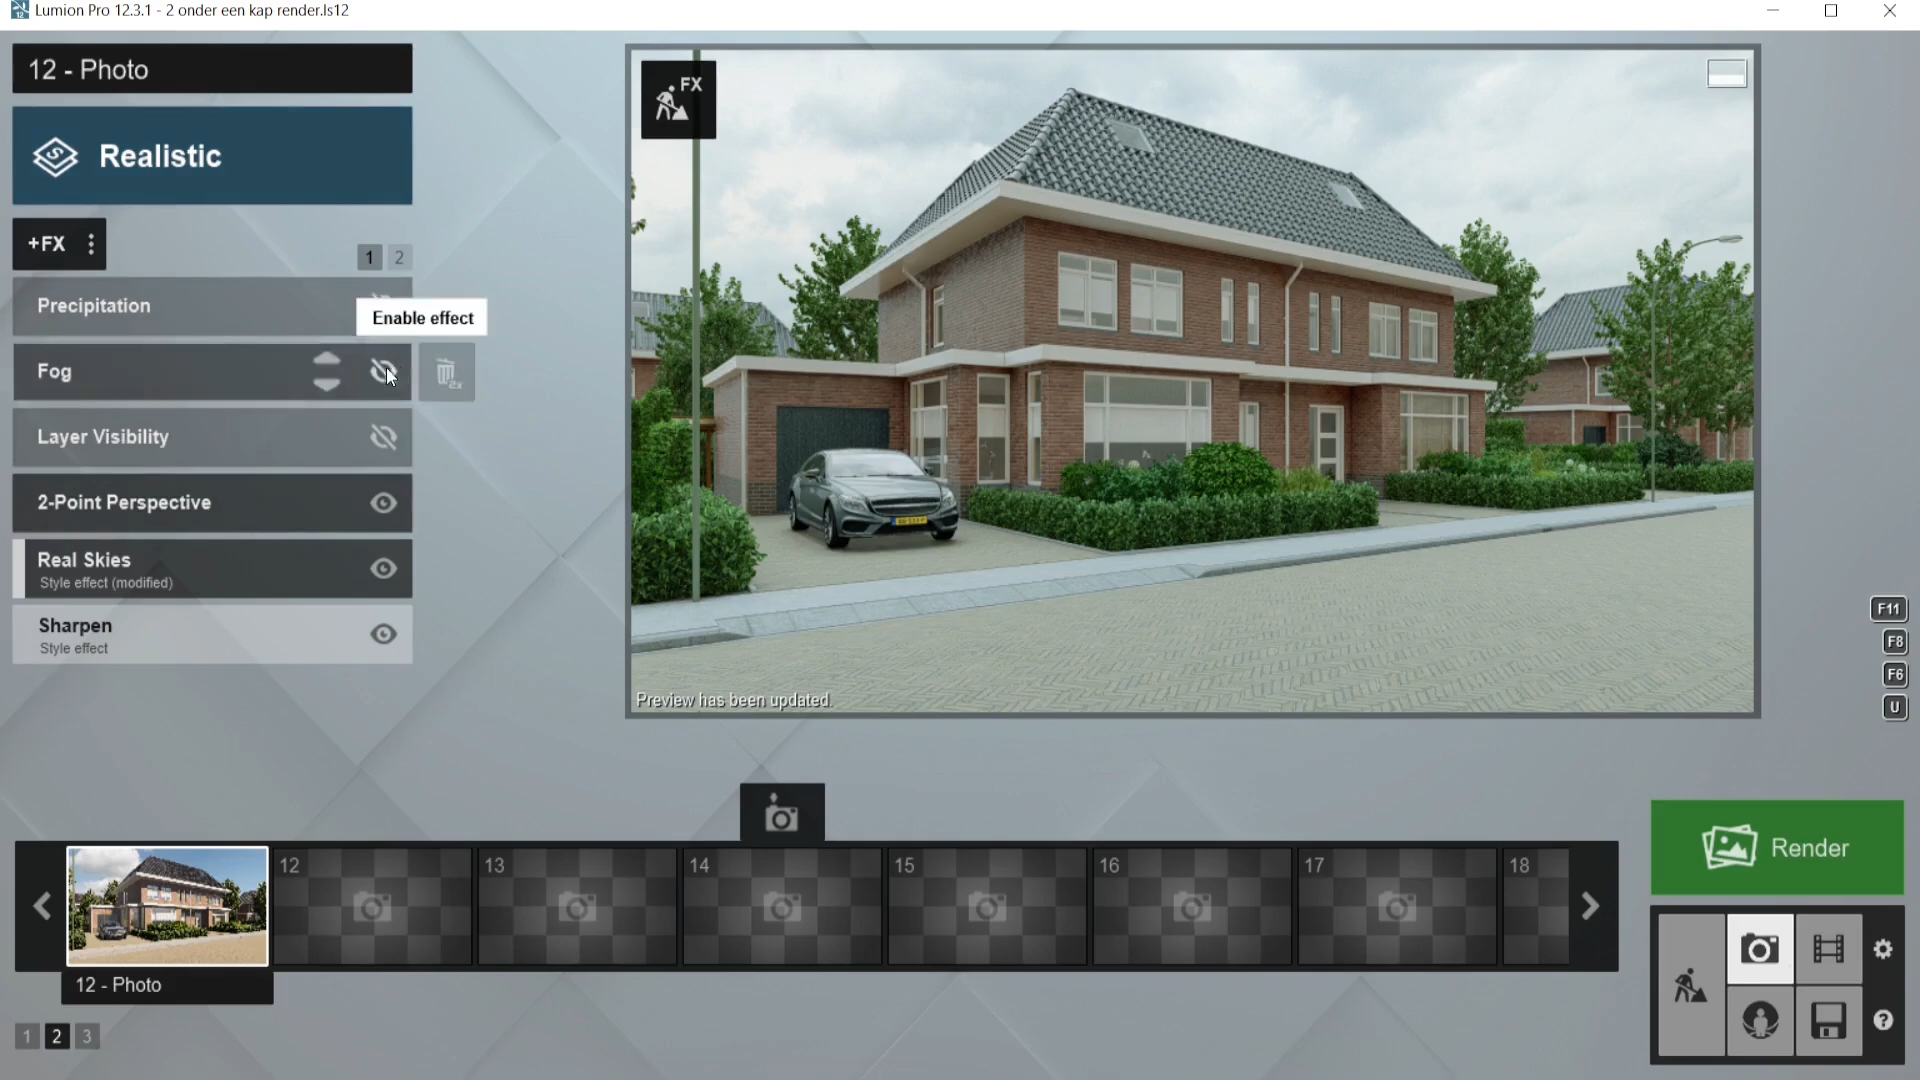 Lumion Pro 12.3.1 - 2 onder een kap render.ls12
12 - Photo
Realistic
+FX
1 2
Precipitation
Enable effect
Fog
2x
Layer Visibility
2-Point Perspective
Real Skies
Style effect (modified)
Sharpen
Style effect
FX
Preview has been updated.
F11
F8
F6
U
12
13
14
15
16
17
18
12 - Photo
1 2 3
Render
?